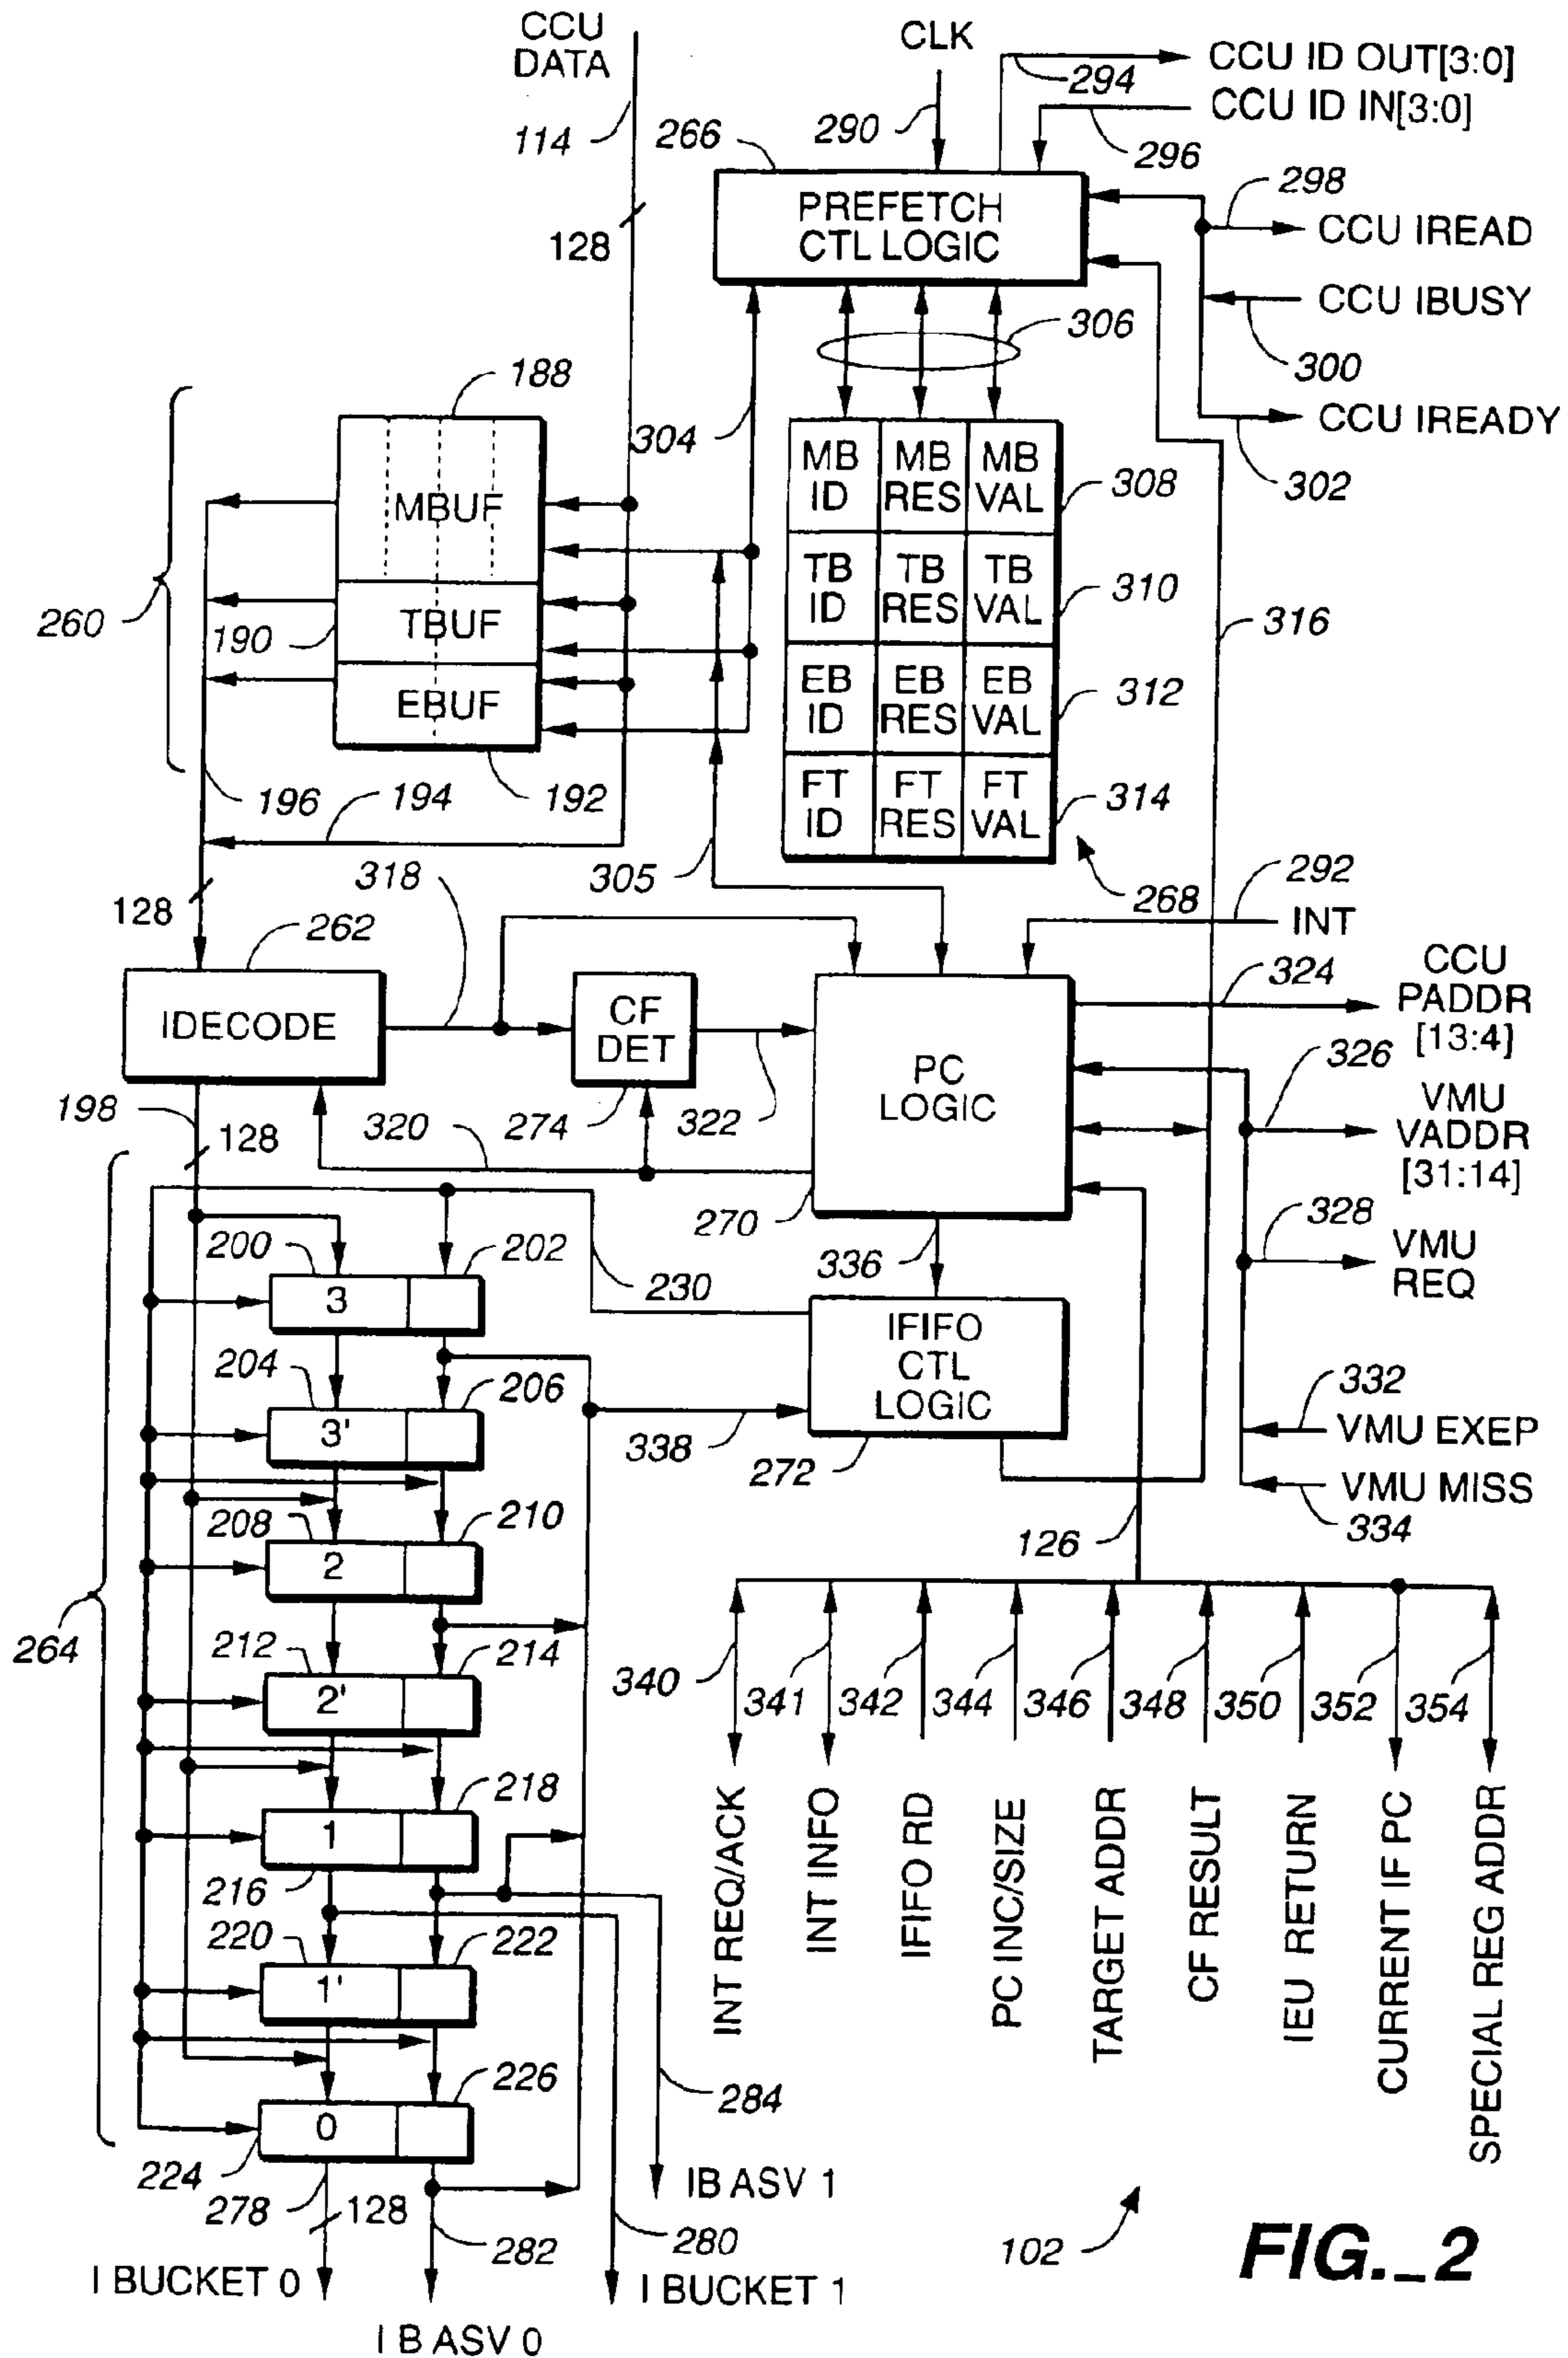 CCU
DATA
114
128
CLK
290
266
PREFETCH
CTL LOGIC
294
CCU ID OUT[3:0]
CCU ID IN[3:0]
296
298
CCU IREAD
CCU IBUSY
300
CCU IREADY
302
306
304
188
MBUF
TBUF
EBUF
260
190
192
196
194
MB ID
MB RES
MB VAL
308
TB ID
TB RES
TB VAL
310
EB ID
EB RES
EB VAL
312
FT ID
FT RES
FT VAL
314
268
316
305
318
128
262
IDECODE
CF
DET
274
322
320
292
INT
PC
LOGIC
270
324
CCU
PADDR
[13:4]
326
VMU
VADDR
[31:14]
328
VMU
REQ
332
VMU EXEP
VMU MISS
334
336
IFIFO
CTL
LOGIC
272
338
230
198
128
264
200
202
3
204
206
3'
208
210
2
212
214
2'
218
1
216
220
222
1'
226
0
224
278
128
282
284
280
IB ASV 1
I BUCKET 0
I BUCKET 1
I B ASV 0
126
340
341
342
344
346
348
350
352
354
INT REQ/ACK
INT INFO
IFIFO RD
PC INC/SIZE
TARGET ADDR
CF RESULT
IEU RETURN
CURRENT IF PC
SPECIAL REG ADDR
102
FIG._2